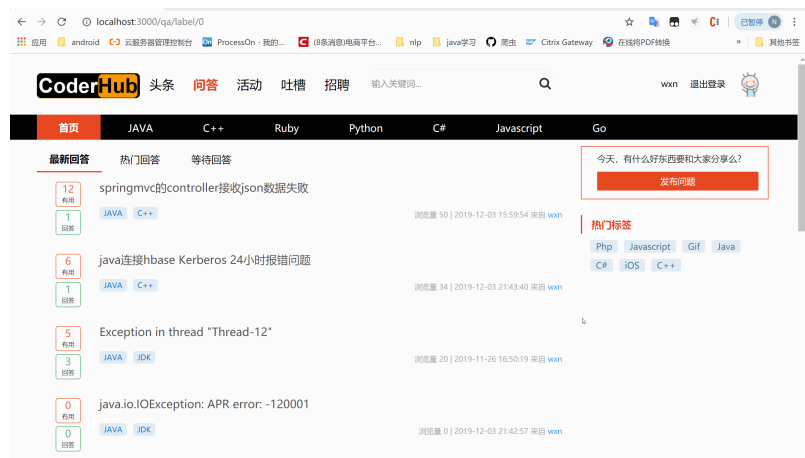 localhost:3000/qa/label/0
已暂停 N
应用 android 云服务器管理控制台 On ProcessOn - 我的... (8条消息)电商平台... nlp java学习 爬虫 Citrix Gateway 在线将PDF转换 » 其他书签
CoderHub 头条 问答 活动 吐槽 招聘 输入关键词... wxn 退出登录
首页 JAVA C++ Ruby Python C# Javascript Go
最新回答 热门回答 等待回答
今天，有什么好东西要和大家分享么?
发布问题
12 有用
springmvc的controller接收json数据失败
1 回答
JAVA C++
浏览量 50 | 2019-12-03 15:59:54 来自 wxn
热门标签
Php Javascript Gif Java
C# iOS C++
6 有用
java连接hbase Kerberos 24小时报错问题
1 回答
JAVA C++
浏览量 34 | 2019-12-03 21:43:40 来自 wxn
5 有用
Exception in thread "Thread-12"
3 回答
JAVA JDK
浏览量 20 | 2019-11-26 16:50:19 来自 wxn
0 有用
java.io.IOException: APR error: -120001
0 回答
JAVA JDK
浏览量 0 | 2019-12-03 21:42:57 来自 wxn